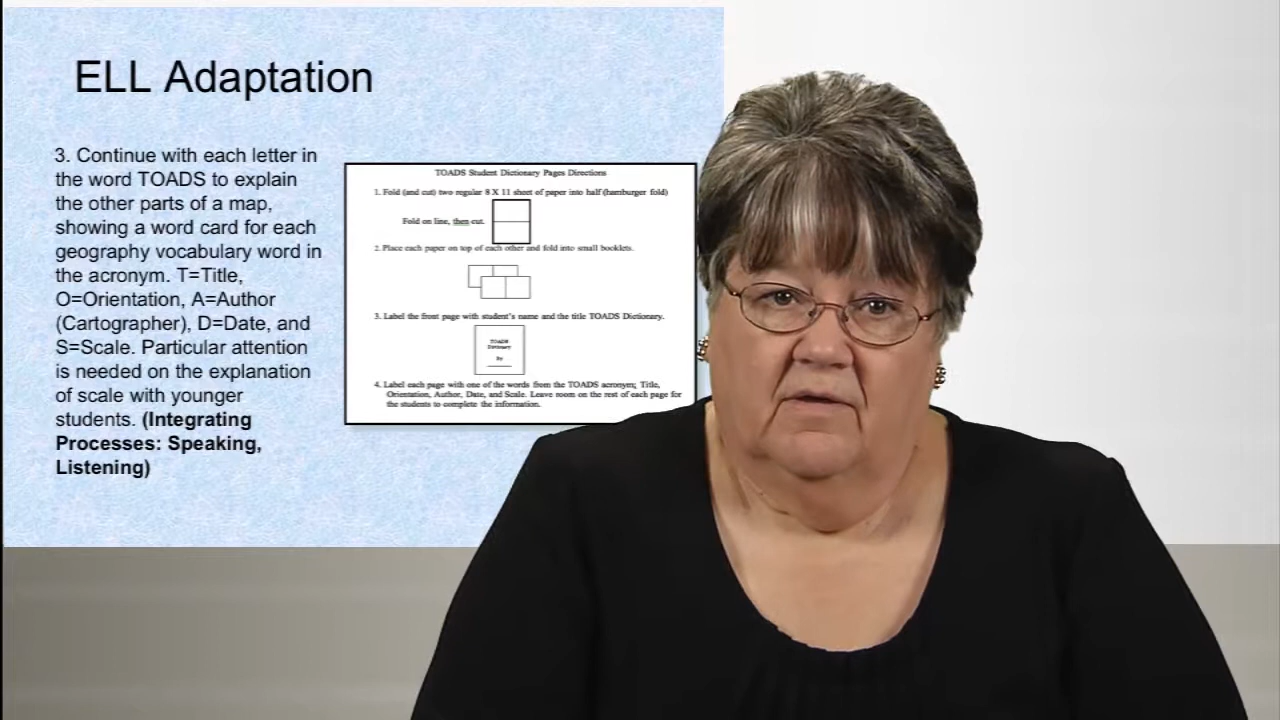 ELL Adaptation
3. Continue with each letter in
the word TOADS to explain
the other parts of a map,
showing a word card for each
geography vocabulary word in
the acronym. T=Title,
O=Orientation, A=Author
(Cartographer), D=Date, and
S=Scale. Particular attention
is needed on the explanation
of scale with younger
students. (Integrating
Processes: Speaking,
Listening)
TOADS Student Dictionary Pages Directions
1. Fold (and cut) two regular 8 X 11 sheet of paper into half (hamburger fold)
Fold on line, then cut.
2. Place each paper on top of each other and fold into small booklets.
3. Label the front page with student's name and the title TOADS Dictionary.
TOADS
Dictionary
By
4. Label each page with one of the words from the TOADS acronym; Title,
Orientation, Author, Date, and Scale. Leave room on the rest of each page for
the students to complete the information.